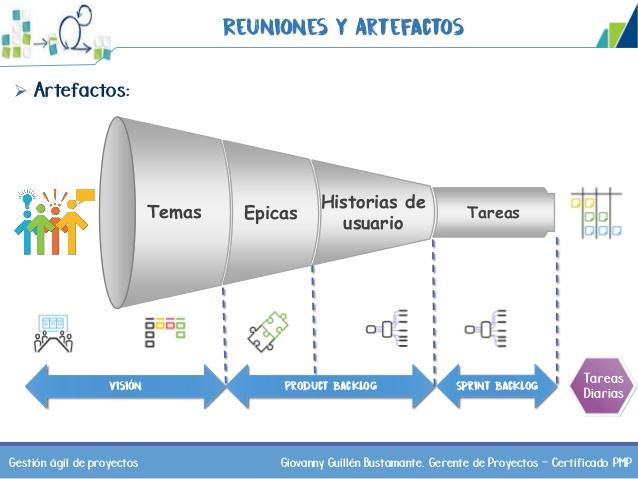 REUNIONES Y ARTEFACTOS
Artefactos:
Temas
Epicas
Historias de
usuario
Tareas
VISIÓN
PRODUCT BACKLOG
SPRINT BACKLOG
Tareas
Diarias
Gestión ágil de proyectos
Giovanny Guillén Bustamante. Gerente de Proyectos – Certificado PMP